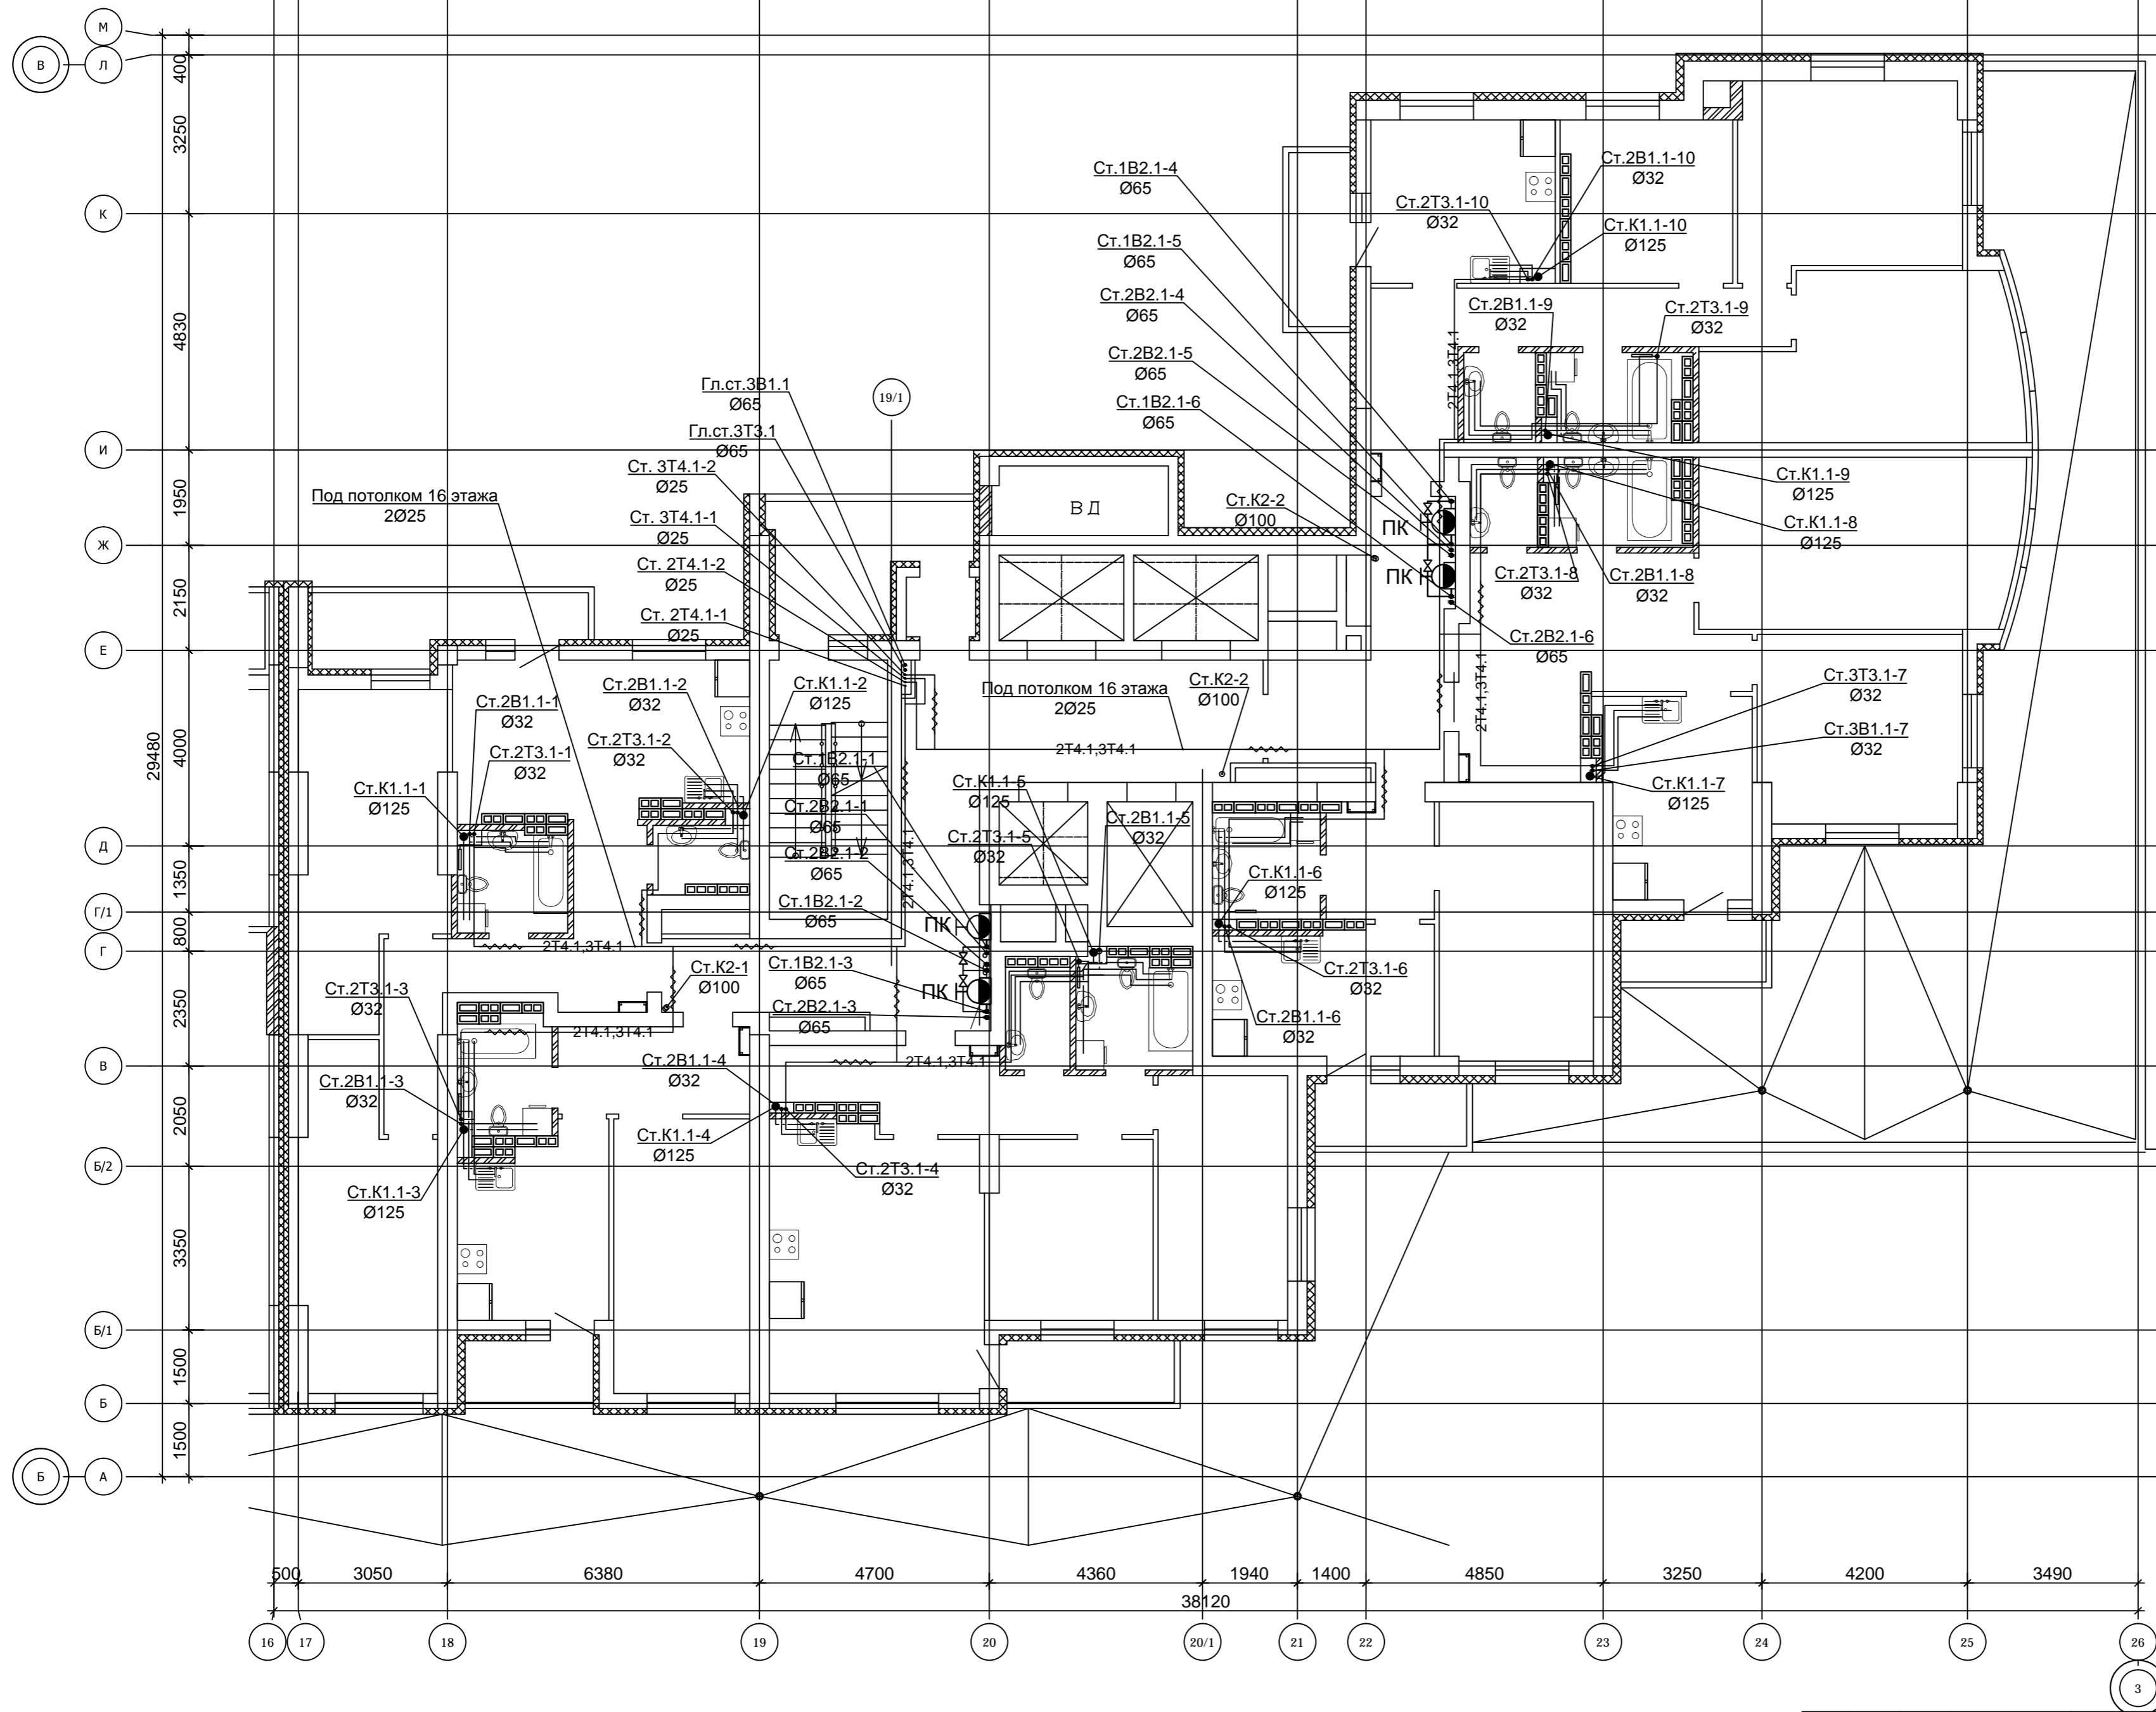 М
В
Л
400
3250
К
4830
И
1950
Ж
2150
Е
29480
4000
Д
1350
Г/1
800
Г
2350
В
2050
Б/2
3350
Б/1
1500
Б
1500
Б
А
Ст.1В2.1-4
Ø65
Ст.2В1.1-10
Ø32
Ст.2Т3.1-10
Ø32
Ст.К1.1-10
Ø125
Ст.1В2.1-5
Ø65
Ст.2В2.1-4
Ø65
Ст.2В1.1-9
Ø32
Ст.2Т3.1-9
Ø32
2Т4.1,3Т4.1
Ст.2В2.1-5
Ø65
Гл.ст.3В1.1
Ø65
19/1
Ст.1В2.1-6
Ø65
Гл.ст.3Т3.1
Ø65
Ст. 3Т4.1-2
Ø25
Ст.К1.1-9
Ø125
Под потолком 16 этажа
2Ø25
Ст.К2-2
Ø100
ВД
Ст. 3Т4.1-1
Ø25
ПК
Ст.К1.1-8
Ø125
Ст. 2Т4.1-2
Ø25
ПК
Ст.2Т3.1-8
Ø32
Ст.2В1.1-8
Ø32
Ст. 2Т4.1-1
Ø25
Ст.2В2.1-6
Ø65
2Т4.1,3Т4.1
Ст.К1.1-2
Ø125
Ст.2В1.1-2
Ø32
Под потолком 16 этажа
2Ø25
Ст.К2-2
Ø100
Ст.3Т3.1-7
Ø32
Ст.2В1.1-1
Ø32
Ст.3В1.1-7
Ø32
Ст.2Т3.1-2
Ø32
2Т4.1,3Т4.1
Ст.2Т3.1-1
Ø32
Ст.1В2.1-1
Ø65
Ст.К1.1-5
Ø125
Ст.К1.1-7
Ø125
Ст.К1.1-1
Ø125
Ст.2В2.1-1
Ø65
Ст.2В1.1-5
Ø32
Ст.2Т3.1-5
Ø32
2Т4.1,3Т4.1
Ст.2В2.1-2
Ø65
Ст.К1.1-6
Ø125
Ст.1В2.1-2
Ø65
ПК
2Т4.1,3Т4.1
Ст.К2-1
Ø100
Ст.1В2.1-3
Ø65
Ст.2Т3.1-6
Ø32
ПК
Ст.2Т3.1-3
Ø32
Ст.2В2.1-3
Ø65
Ст.2В1.1-6
Ø32
2Т4.1,3Т4.1
Ст.2В1.1-4
Ø32
2Т4.1,3Т4.1
Ст.2В1.1-3
Ø32
Ст.К1.1-4
Ø125
Ст.2Т3.1-4
Ø32
Ст.К1.1-3
Ø125
500
3050
6380
4700
4360
1940
1400
4850
3250
4200
3490
38120
16
17
18
19
20
20/1
21
22
23
24
25
26
3